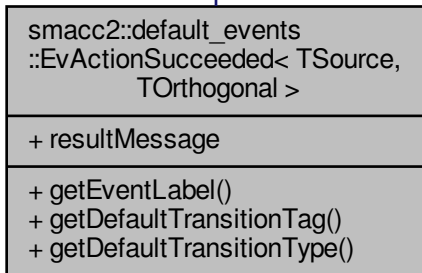 smacc2::default_events
::EvActionSucceeded< TSource,
TOrthogonal >
+ resultMessage
+ getEventLabel()
+ getDefaultTransitionTag()
+ getDefaultTransitionType()